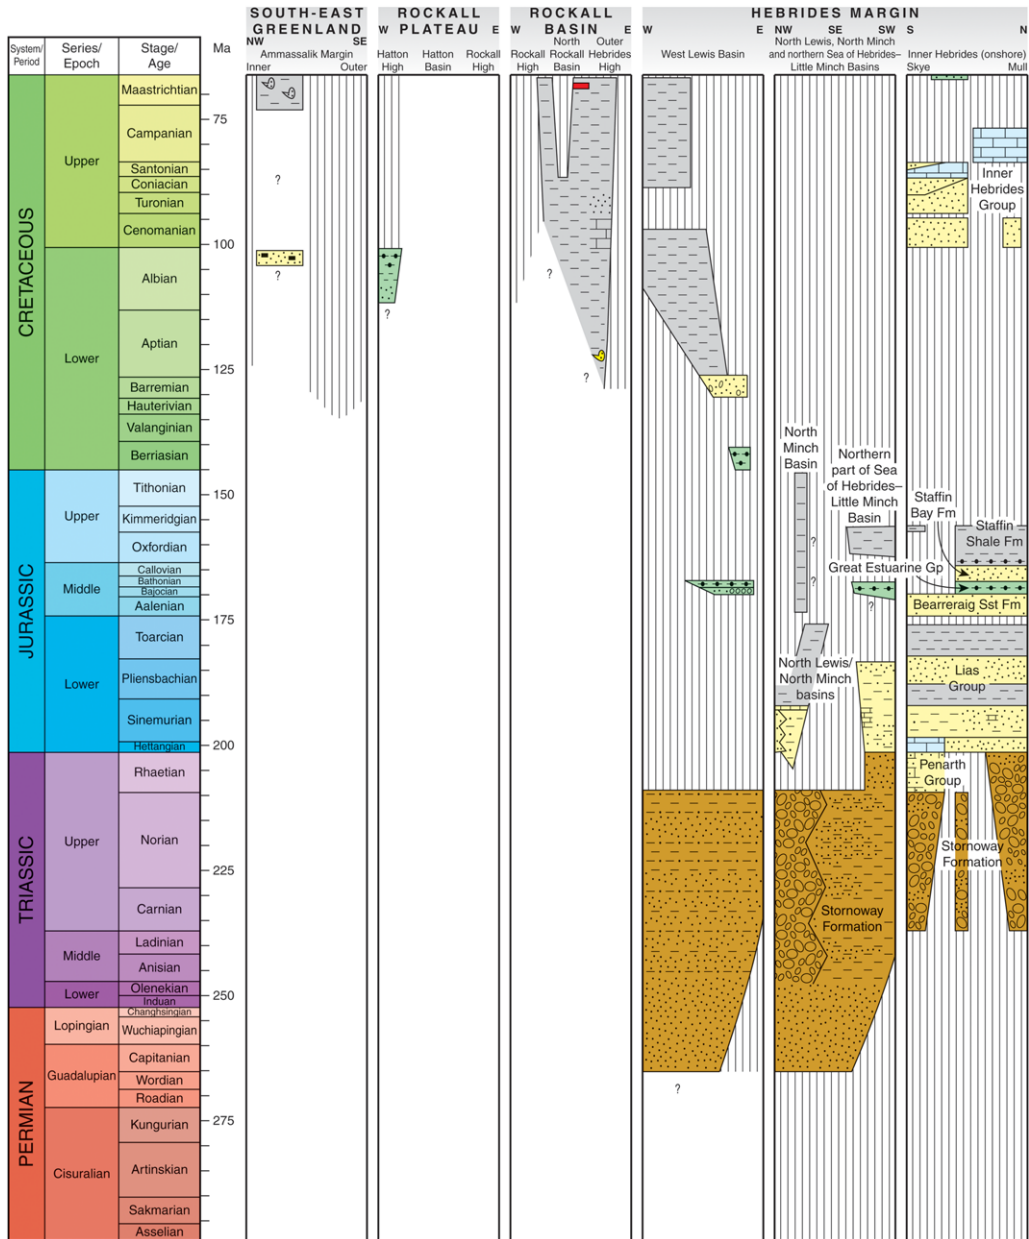 SOUTH-EAST
GREENLAND
NW
SE
Ammassalik Margin
Inner
Outer
ROCKALL
PLATEAU
W
E
Hatton
High
Hatton
Basin
Rockall
High
ROCKALL
BASIN
W
E
Rockall
High
North
Rockall
Basin
Outer
Hebrides
High
HEBRIDES MARGIN
W
E
West Lewis Basin
NW
SE
SW
North Lewis, North Minch
and northern Sea of Hebrides–
Little Minch Basins
S
N
Inner Hebrides (onshore)
Skye
Mull
System/
Period
Series/
Epoch
Stage/
Age
Ma
CRETACEOUS
Upper
Maastrichtian
Campanian
Santonian
Coniacian
Turonian
Cenomanian
Lower
Albian
Aptian
Barremian
Hauterivian
Valanginian
Berriasian
JURASSIC
Upper
Tithonian
Kimmeridgian
Oxfordian
Middle
Callovian
Bathonian
Bajocian
Aalenian
Lower
Toarcian
Pliensbachian
Sinemurian
Hettangian
TRIASSIC
Upper
Rhaetian
Norian
Carnian
Middle
Ladinian
Anisian
Lower
Olenekian
Induan
PERMIAN
Lopingian
Changhsingian
Wuchiapingian
Guadalupian
Capitanian
Wordian
Roadian
Cisuralian
Kungurian
Artinskian
Sakmarian
Asselian
75
100
125
150
175
200
225
250
275
?
?
?
?
?
Inner
Hebrides
Group
North
Minch
Basin
?
?
Northern
part of Sea
of Hebrides–
Little Minch
Basin
Staffin
Bay Fm
Staffin
Shale Fm
Great Estuarine Gp
?
Bearreraig Sst Fm
North Lewis/
North Minch
basins
Lias
Group
Penarth
Group
Stornoway
Formation
Stornoway
Formation
?